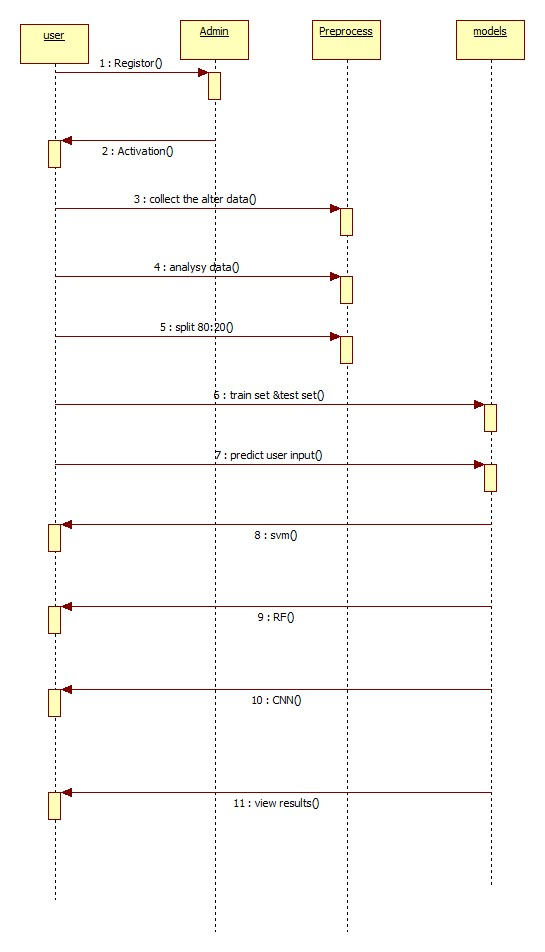 user
Admin
Preprocess
models
1 : Registor()
2 : Activation()
3 : collect the alter data()
4 : analysy data()
5 : split 80:20()
6 : train set &test set()
7 : predict user input()
8 : svm()
9 : RF()
10 : CNN()
11 : view results()